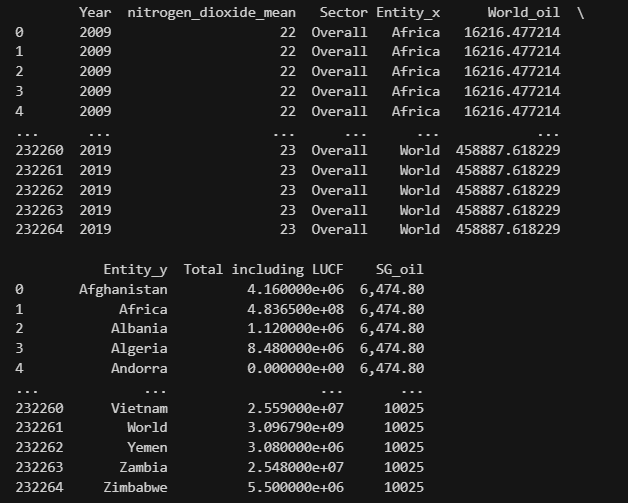 Year nitrogen_dioxide_mean Sector Entity_x World_oil \
0 2009 22 Overall Africa 16216.477214
1 2009 22 Overall Africa 16216.477214
2 2009 22 Overall Africa 16216.477214
3 2009 22 Overall Africa 16216.477214
4 2009 22 Overall Africa 16216.477214
... ... ... ... ... ...
232260 2019 23 Overall World 458887.618229
232261 2019 23 Overall World 458887.618229
232262 2019 23 Overall World 458887.618229
232263 2019 23 Overall World 458887.618229
232264 2019 23 Overall World 458887.618229
Entity_y Total including LUCF SG_oil
0 Afghanistan 4.160000e+06 6,474.80
1 Africa 4.836500e+08 6,474.80
2 Albania 1.120000e+06 6,474.80
3 Algeria 8.480000e+06 6,474.80
4 Andorra 0.000000e+00 6,474.80
... ... ... ...
232260 Vietnam 2.559000e+07 10025
232261 World 3.096790e+09 10025
232262 Yemen 3.080000e+06 10025
232263 Zambia 2.548000e+07 10025
232264 Zimbabwe 5.500000e+06 10025